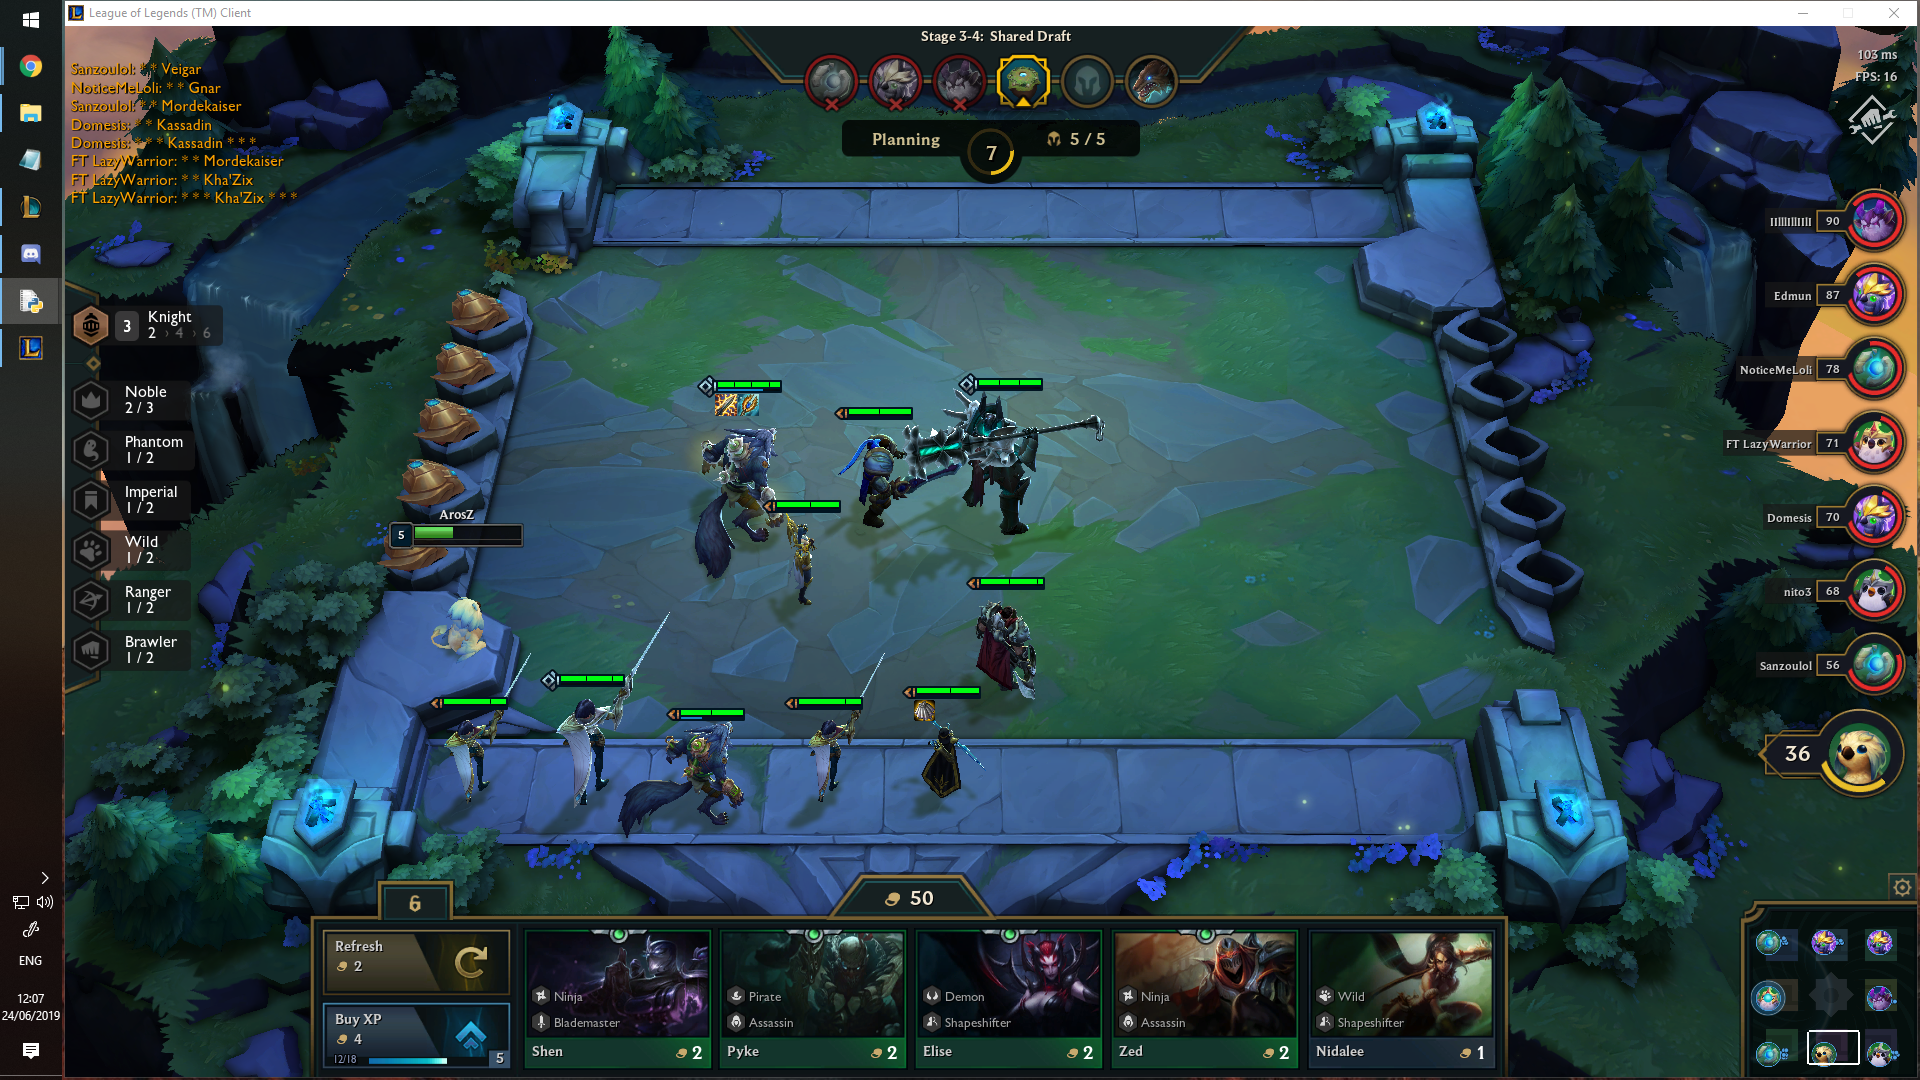 League of Legends (TM) Client
Stage 3-4: Shared Draft
103 ms
FPS: 16
Sanzoulol: * * Veigar
NoticeMeLoli: * * Gnar
Sanzoulol: * * Mordekaiser
Domesis: * * Kassadin
Domesis: * * * Kassadin * * *
FT LazyWarrior: * * Mordekaiser
FT LazyWarrior: * * Kha'Zix
FT LazyWarrior: * * * Kha'Zix * * *
Planning
7
5 / 5
90
Edmun 87
NoticeMeLoli 78
FT LazyWarrior 71
Domesis 70
nito3 68
Sanzoulol 56
36
3 Knight
2 › 4 › 6
Noble
2 / 3
Phantom
1 / 2
Imperial
1 / 2
Wild
1 / 2
Ranger
1 / 2
Brawler
1 / 2
ArosZ
5
6
50
Refresh
2
Buy XP
4
12/18
5
Ninja
Blademaster
Shen 2
Pirate
Assassin
Pyke 2
Demon
Shapeshifter
Elise 2
Ninja
Assassin
Zed 2
Wild
Shapeshifter
Nidalee 1
ENG
12:07
24/06/2019